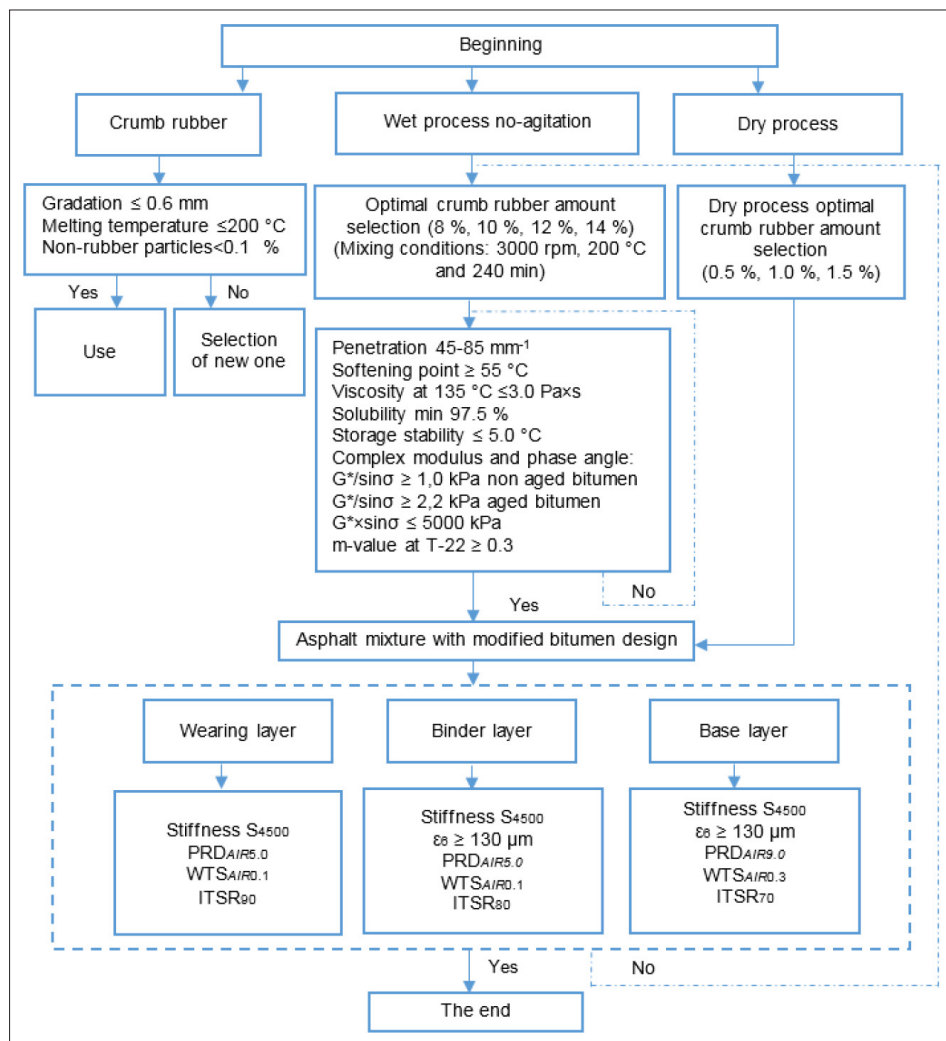 Beginning
Crumb rubber
Wet process no-agitation
Dry process
Gradation ≤ 0.6 mm
Melting temperature ≤200 °C
Non-rubber particles<0.1 %
Optimal crumb rubber amount
selection (8 %, 10 %, 12 %, 14 %)
(Mixing conditions: 3000 rpm, 200 °C
and 240 min)
Dry process optimal
crumb rubber amount
selection
(0.5 %, 1.0 %, 1.5 %)
Yes
No
Use
Selection
of new one
Penetration 45-85 mm⁻¹
Softening point ≥ 55 °C
Viscosity at 135 °C ≤3.0 Pa×s
Solubility min 97.5 %
Storage stability ≤ 5.0 °C
Complex modulus and phase angle:
G*/sinσ ≥ 1,0 kPa non aged bitumen
G*/sinσ ≥ 2,2 kPa aged bitumen
G*×sinσ ≤ 5000 kPa
m-value at T-22 ≥ 0.3
No
Yes
Asphalt mixture with modified bitumen design
Wearing layer
Binder layer
Base layer
Stiffness S4500
PRDAIR5.0
WTSAIR0.1
ITSR90
Stiffness S4500
ε6 ≥ 130 µm
PRDAIR5.0
WTSAIR0.1
ITSR80
Stiffness S4500
ε6 ≥ 130 µm
PRDAIR9.0
WTSAIR0.3
ITSR70
Yes
No
The end